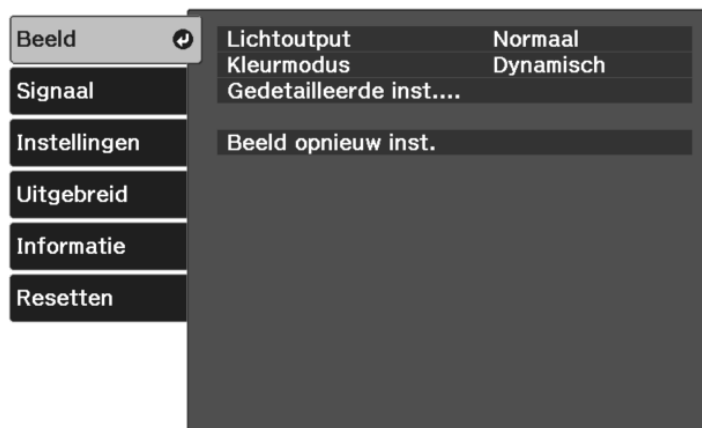 Beeld
Signaal
Instellingen
Uitgebreid
Informatie
Resetten
Lichtoutput Normaal
Kleurmodus Dynamisch
Gedetailleerde inst....
Beeld opnieuw inst.